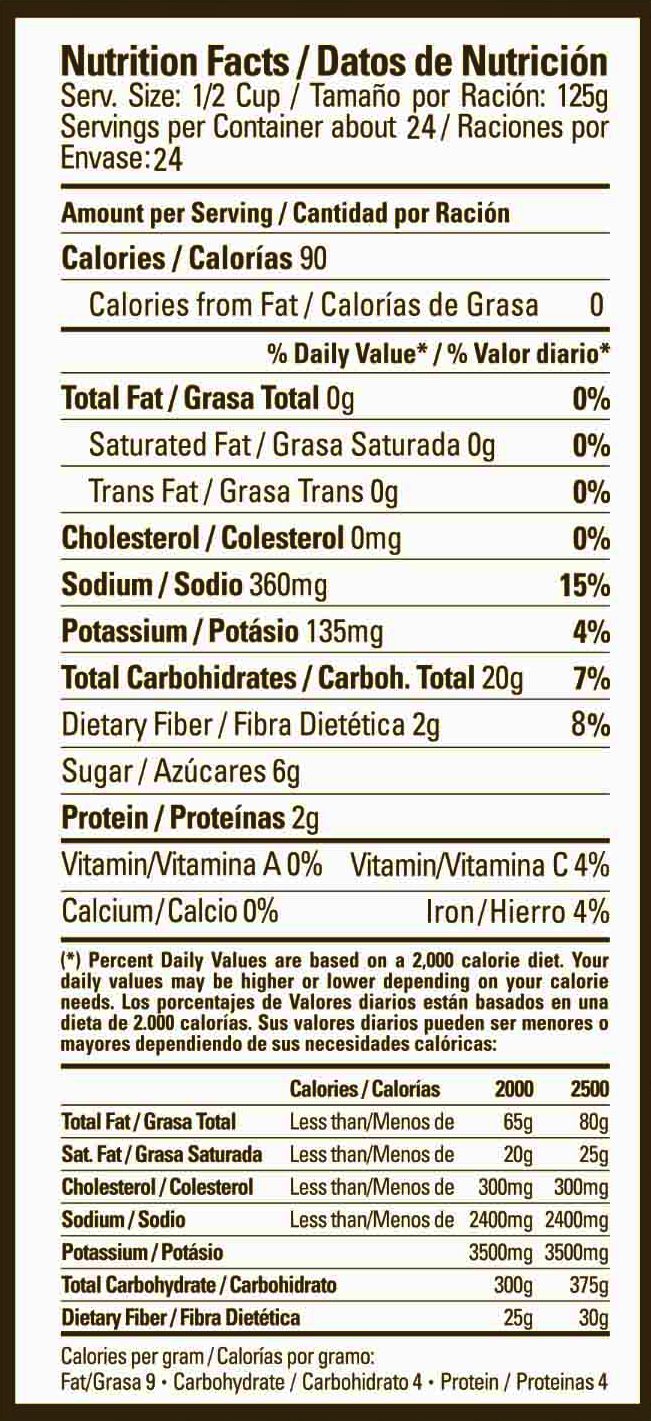 Nutrition Facts / Datos de Nutrición
Serv. Size: 1/2 Cup / Tamaño por Ración: 125g
Servings per Container about 24 / Raciones por
Envase: 24
Amount per Serving / Cantidad por Ración
Calories / Calorías 90
Calories from Fat / Calorías de Grasa 0
% Daily Value* / % Valor diario*
Total Fat / Grasa Total 0g 0%
Saturated Fat / Grasa Saturada 0g 0%
Trans Fat / Grasa Trans 0g 0%
Cholesterol / Colesterol 0mg 0%
Sodium / Sodio 360mg 15%
Potassium / Potásio 135mg 4%
Total Carbohidrates / Carboh. Total 20g 7%
Dietary Fiber / Fibra Dietética 2g 8%
Sugar / Azúcares 6g
Protein / Proteínas 2g
Vitamin/Vitamina A 0% Vitamin/Vitamina C 4%
Calcium/Calcio 0% Iron/Hierro 4%
(*) Percent Daily Values are based on a 2,000 calorie diet. Your
daily values may be higher or lower depending on your calorie
needs. Los porcentajes de Valores diarios están basados en una
dieta de 2.000 calorías. Sus valores diarios pueden ser menores o
mayores dependiendo de sus necesidades calóricas:
Calories / Calorías 2000 2500
Total Fat / Grasa Total Less than/Menos de 65g 80g
Sat. Fat / Grasa Saturada Less than/Menos de 20g 25g
Cholesterol / Colesterol Less than/Menos de 300mg 300mg
Sodium / Sodio Less than/Menos de 2400mg 2400mg
Potassium / Potásio 3500mg 3500mg
Total Carbohydrate / Carbohidrato 300g 375g
Dietary Fiber / Fibra Dietética 25g 30g
Calories per gram / Calorías por gramo:
Fat/Grasa 9 • Carbohydrate / Carbohidrato 4 • Protein / Proteinas 4